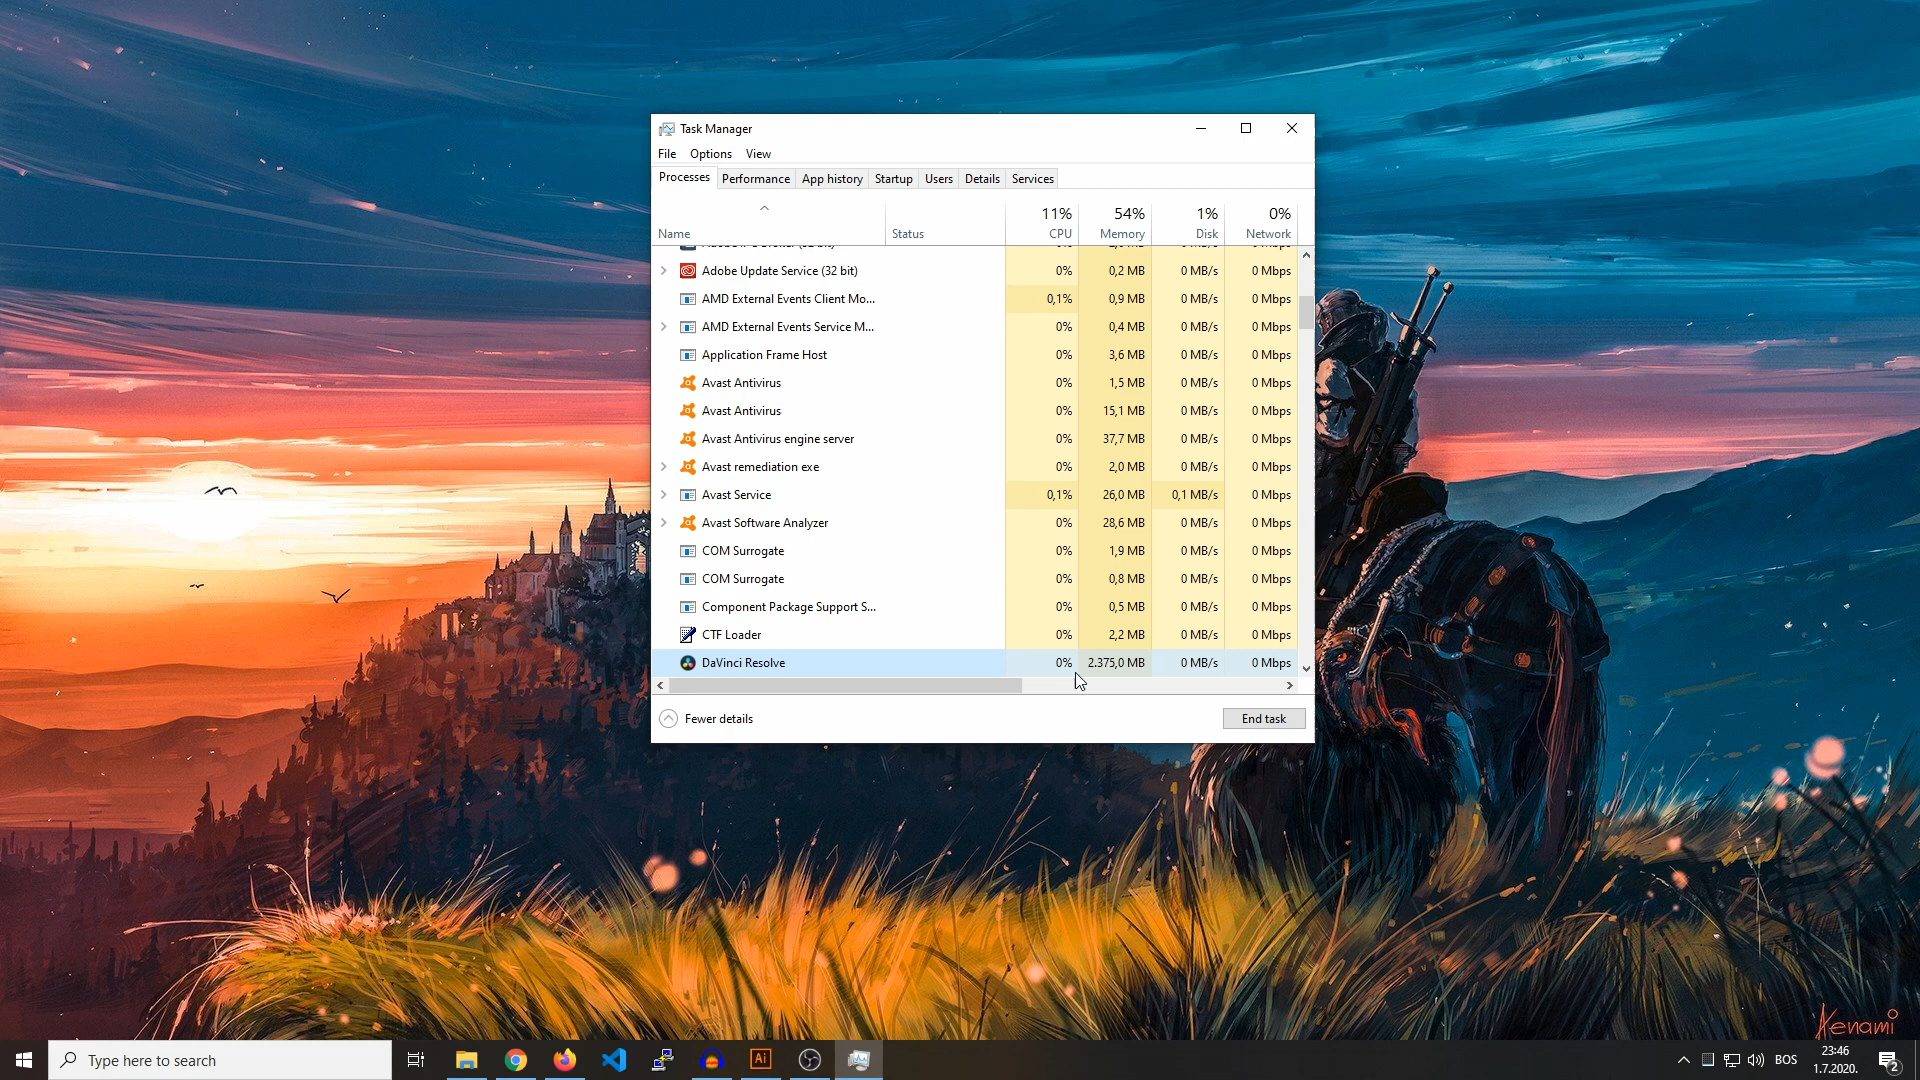 Task Manager
File Options View
Processes Performance App history Startup Users Details Services
11% 54% 1% 0%
Name Status CPU Memory Disk Network
Adobe Update Service (32 bit) 0% 0,2 MB 0 MB/s 0 Mbps
AMD External Events Client Mo... 0,1% 0,9 MB 0 MB/s 0 Mbps
AMD External Events Service M... 0% 0,4 MB 0 MB/s 0 Mbps
Application Frame Host 0% 3,6 MB 0 MB/s 0 Mbps
Avast Antivirus 0% 1,5 MB 0 MB/s 0 Mbps
Avast Antivirus 0% 15,1 MB 0 MB/s 0 Mbps
Avast Antivirus engine server 0% 37,7 MB 0 MB/s 0 Mbps
Avast remediation exe 0% 2,0 MB 0 MB/s 0 Mbps
Avast Service 0,1% 26,0 MB 0,1 MB/s 0 Mbps
Avast Software Analyzer 0% 28,6 MB 0 MB/s 0 Mbps
COM Surrogate 0% 1,9 MB 0 MB/s 0 Mbps
COM Surrogate 0% 0,8 MB 0 MB/s 0 Mbps
Component Package Support S... 0% 0,5 MB 0 MB/s 0 Mbps
CTF Loader 0% 2,2 MB 0 MB/s 0 Mbps
DaVinci Resolve 0% 2.375,0 MB 0 MB/s 0 Mbps
Fewer details End task
Aenami
Type here to search Ai BOS 23:46
1.7.2020. 2